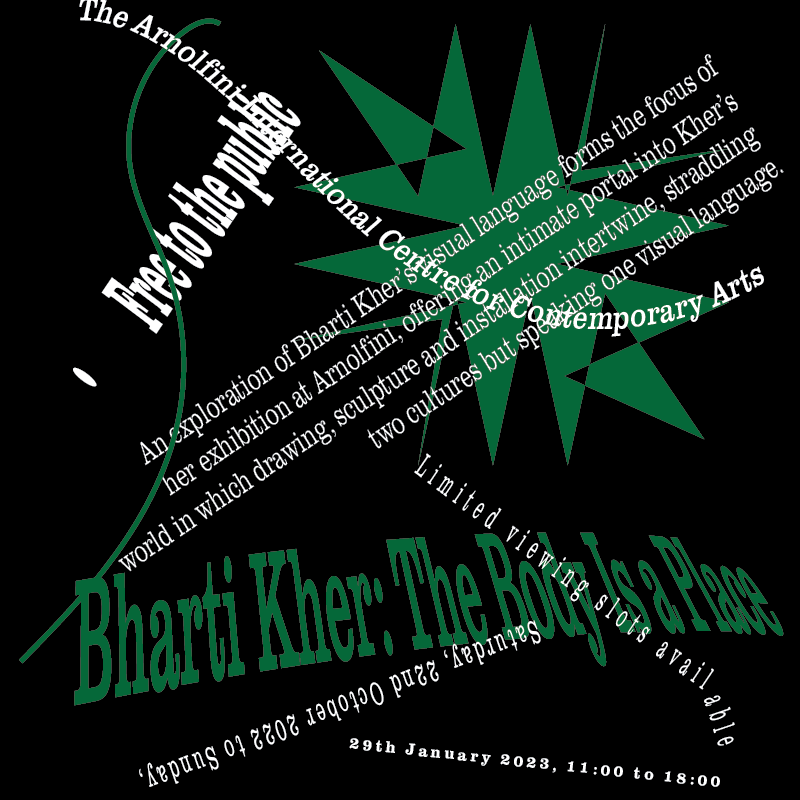 The Arnolfini International Centre for Contemporary Arts
Free to the public
An exploration of Bharti Kher's visual language forms the focus of
her exhibition at Arnolfini, offering an intimate portal into Kher's
world in which drawing, sculpture and installation intertwine, straddling
two cultures but speaking one visual language.
Limited viewing slots available
Bharti Kher: The Body Is a Place
Saturday, 22nd October 2022 to Sunday,
29th January 2023, 11:00 to 18:00